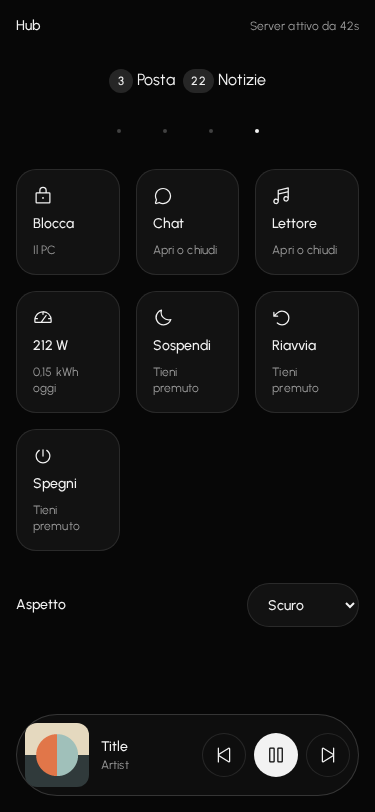 Hub
Server attivo da 42s
3 Posta 22 Notizie
Blocca
Il PC
Chat
Apri o chiudi
Lettore
Apri o chiudi
212 W
0,15 kWh
oggi
Sospendi
Tieni
premuto
Riavvia
Tieni
premuto
Spegni
Tieni
premuto
Aspetto
Scuro
Title
Artist